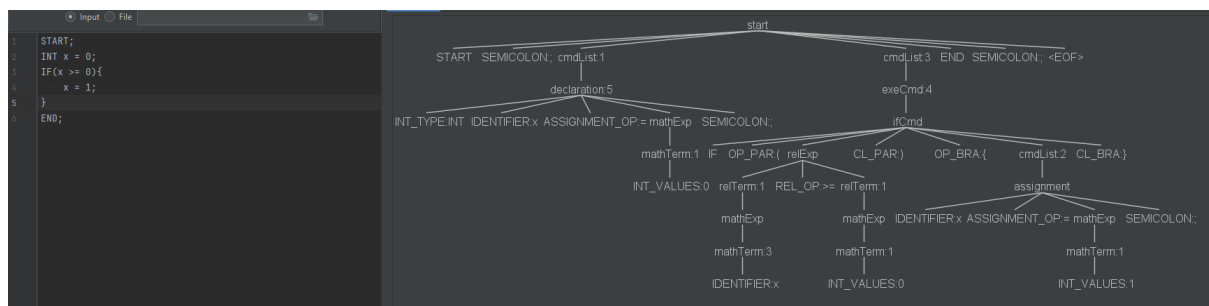 Input File
1 START;
2 INT x = 0;
3 IF(x >= 0){
4 x = 1;
5 }
6 END;
start
START SEMICOLON:; cmdList:1 cmdList:3 END SEMICOLON:; <EOF>
declaration:5 exeCmd:4
INT_TYPE:INT IDENTIFIER:x ASSIGNMENT_OP:= mathExp SEMICOLON:; ifCmd
mathTerm:1 IF OP_PAR:( relExp CL_PAR:) OP_BRA:{ cmdList:2 CL_BRA:}
INT_VALUES:0 relTerm:1 REL_OP:>= relTerm:1 assignment
mathExp mathExp IDENTIFIER:x ASSIGNMENT_OP:= mathExp SEMICOLON:;
mathTerm:3 mathTerm:1 mathTerm:1
IDENTIFIER:x INT_VALUES:0 INT_VALUES:1